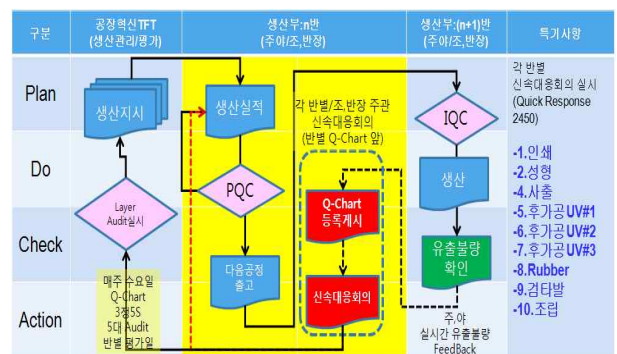 구분
공장혁신TFT
(생산관리/평가)
생산부:n반
(주야/조,반장)
생산부:(n+1)반
(주야/조,반장)
특기사항
Plan
Do
Check
Action
생산지시
Layer
Audit실시
매주 수요일
Q-Chart
3정5S
5대 Audit
반별 평가일
생산실적
PQC
다음공정
출고
각 반별/조,반장 주관
신속대응회의
(반별 Q-Chart 앞)
Q-Chart
등록게시
신속대응회의
IQC
생산
유출불량
확인
주,야
실시간 유출불량
FeedBack
각 반별
신속대응회의 실시
(Quick Response
2450)
-1.인쇄
-2.성형
-4.사출
-5.후가공UV#1
-6.후가공UV#2
-7.후가공UV#3
-8.Rubber
-9.검타발
-10.조립